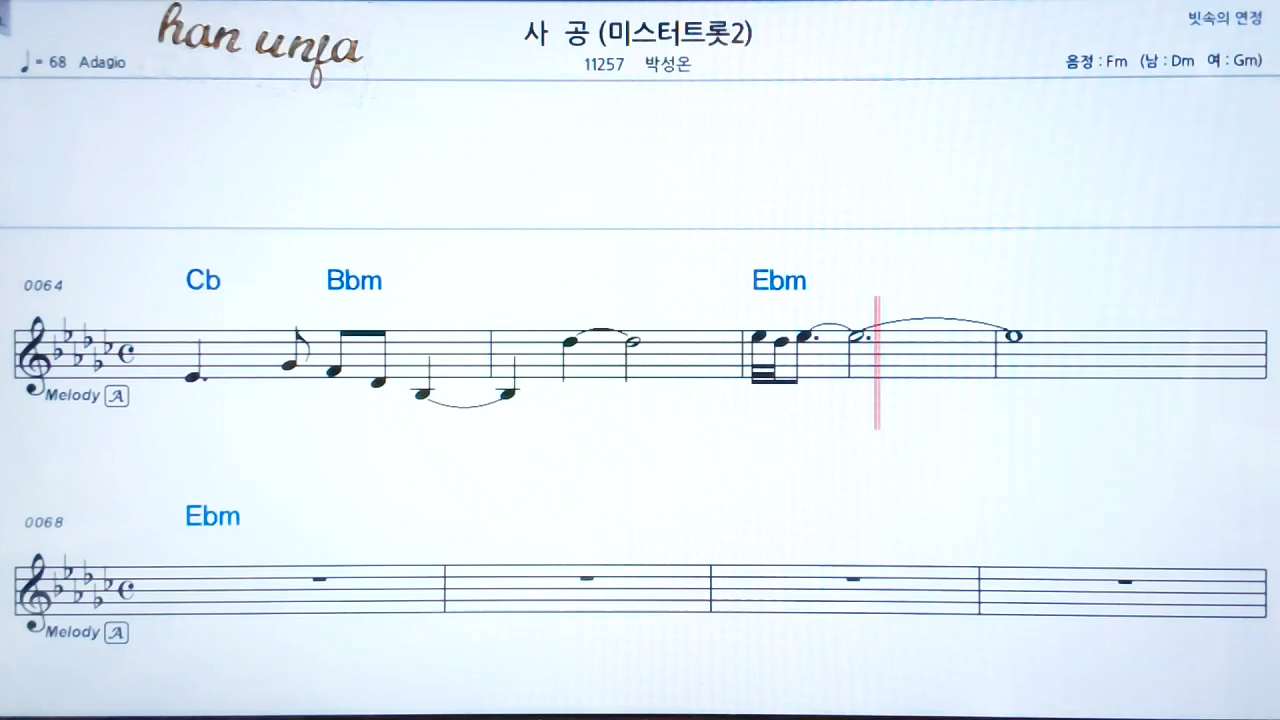 han unfa
사 공 (미스터트롯2)
빗속의 연정
♩ = 68 Adagio
11257 박성온
음정 : Fm (남 : Dm 여 : Gm)
0064 Cb Bbm Ebm
Melody A
0068 Ebm
Melody A